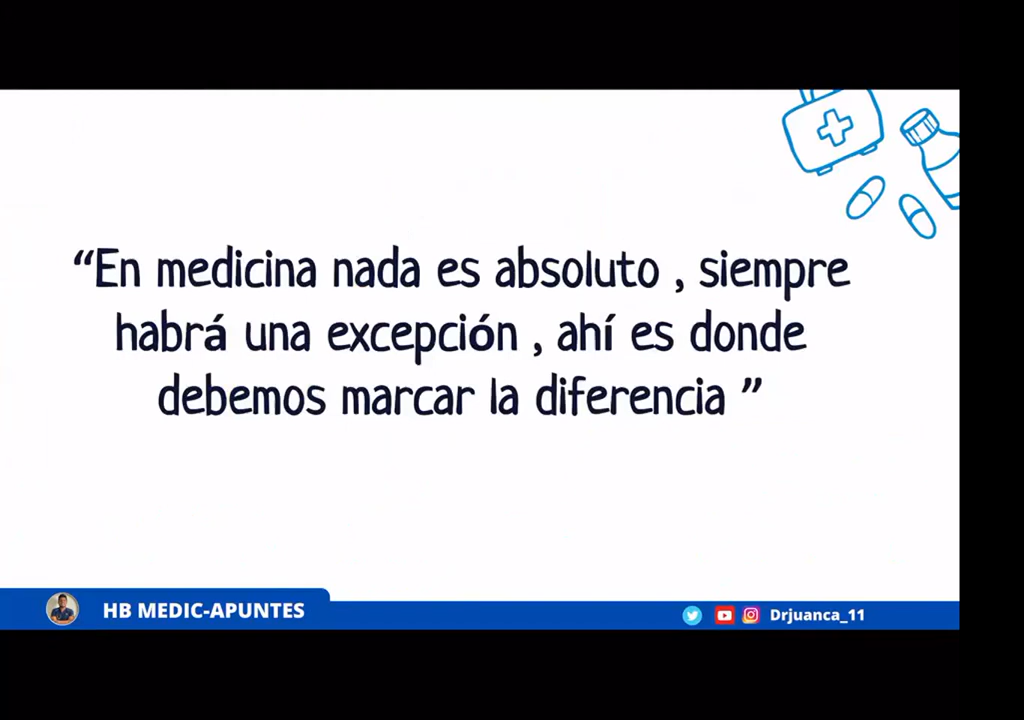 “En medicina nada es absoluto , siempre
habrá una excepción , ahí es donde
debemos marcar la diferencia ”
HB MEDIC-APUNTES
Drjuanca_11